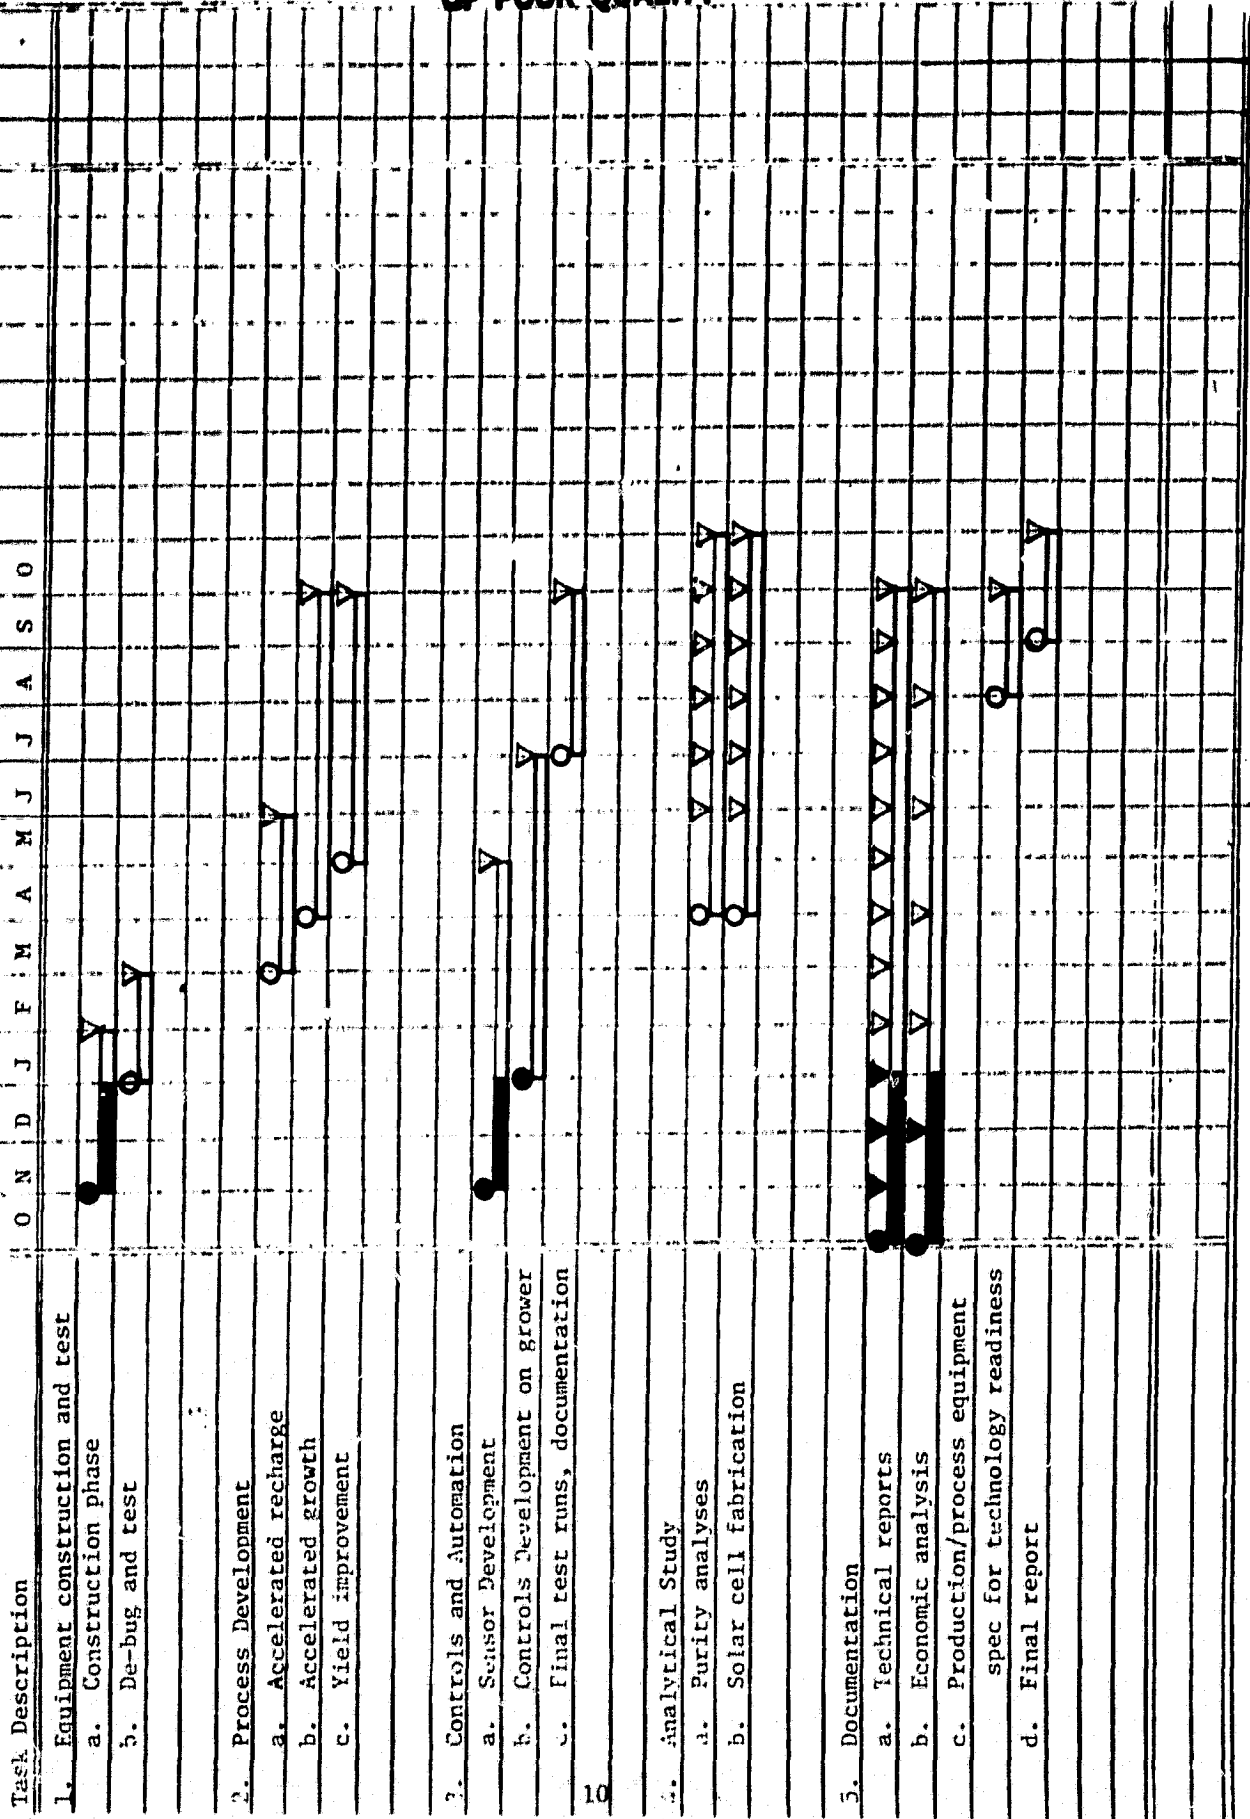 OF POOR QUALITY
Task Description O N D J F M A M J J A S O
1. Equipment construction and test
a. Construction phase
b. De-bug and test
2. Process Development
a. Accelerated recharge
b. Accelerated growth
c. Yield improvement
3. Controls and Automation
a. Sensor Development
b. Controls Development on grower
c. Final test runs, documentation
4. Analytical Study
a. Purity analyses
b. Solar cell fabrication
5. Documentation
a. Technical reports
b. Economic analysis
c. Production/process equipment
spec for technology readiness
d. Final report
10